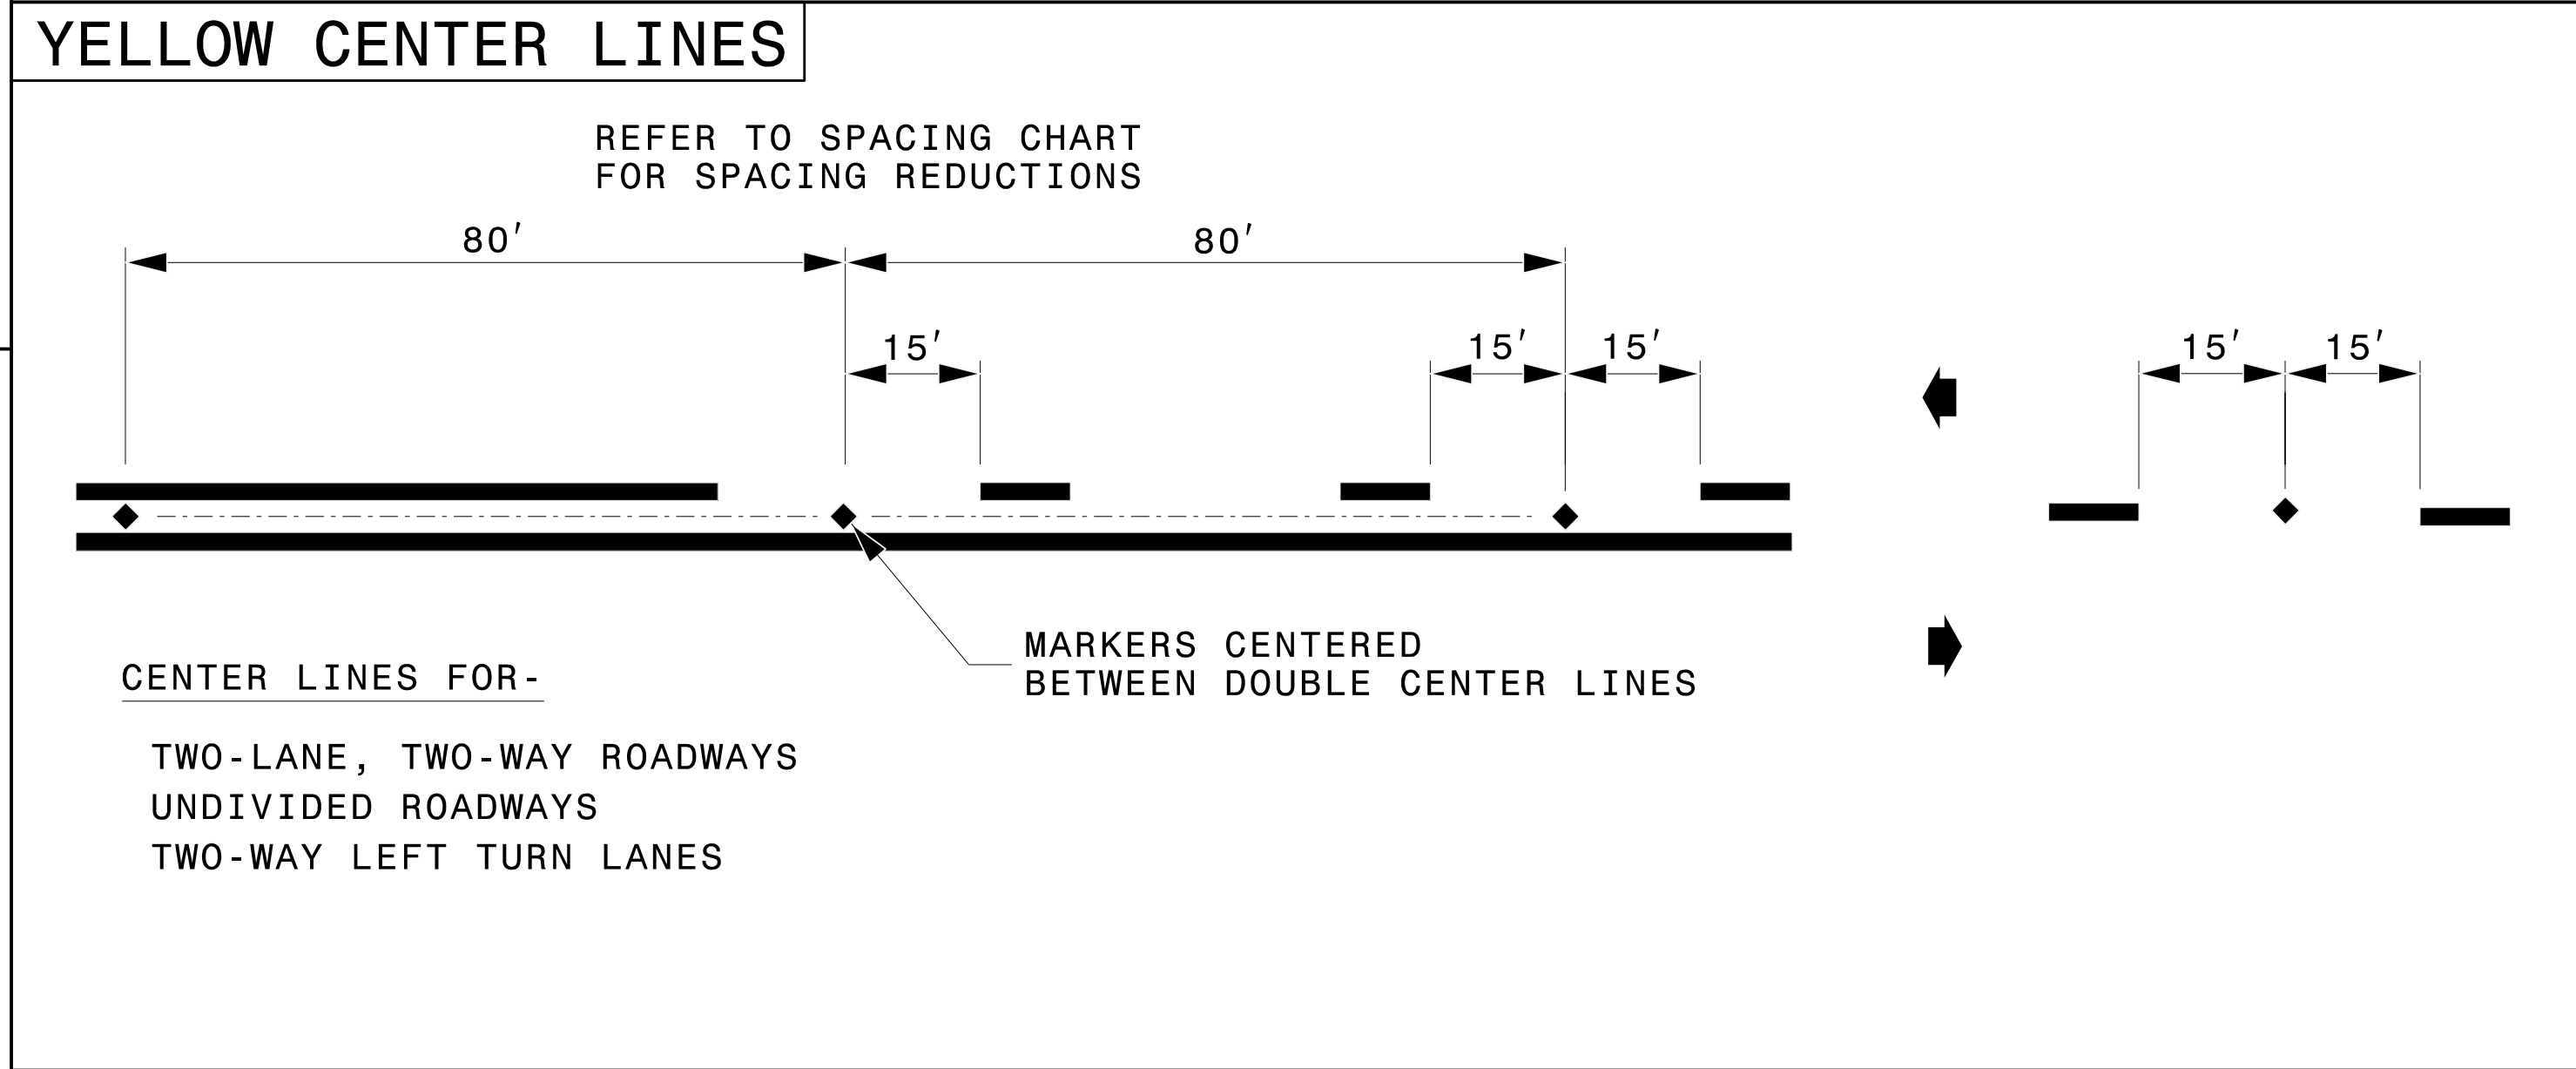 YELLOW CENTER LINES
REFER TO SPACING CHART
FOR SPACING REDUCTIONS
80' 80'
15' 15' 15' 15' 15'
MARKERS CENTERED
BETWEEN DOUBLE CENTER LINES
CENTER LINES FOR-
TWO-LANE, TWO-WAY ROADWAYS
UNDIVIDED ROADWAYS
TWO-WAY LEFT TURN LANES